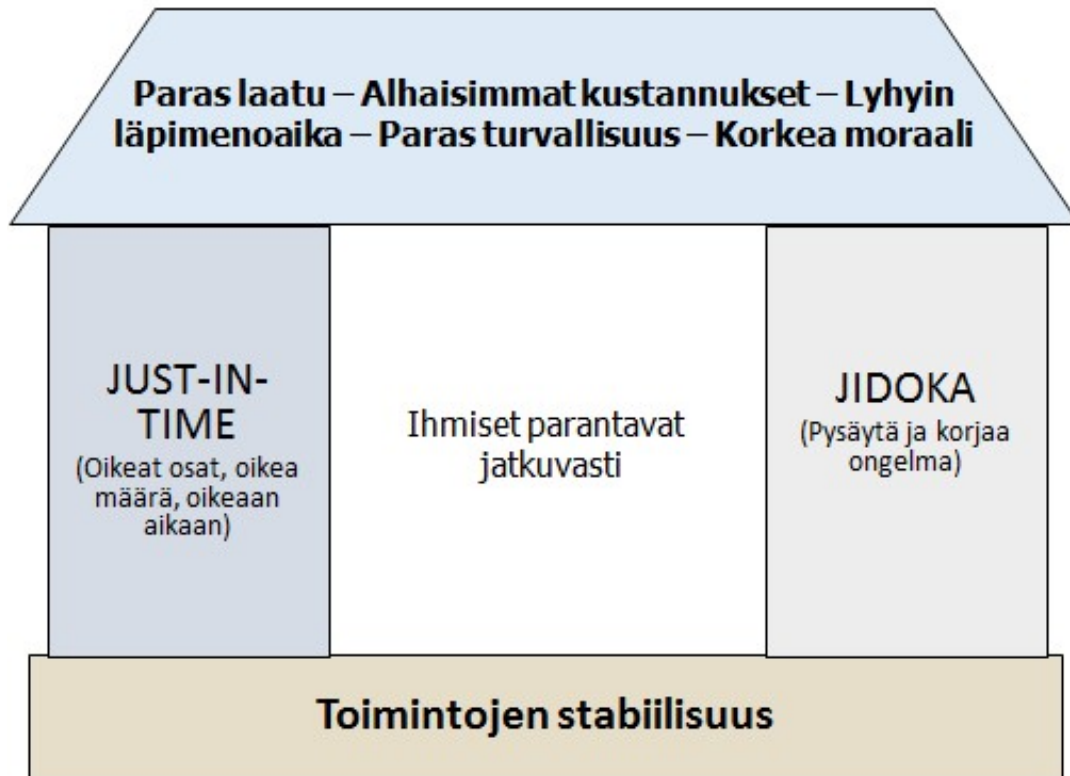 Paras laatu – Alhaisimmat kustannukset – Lyhyin
läpimenoaika – Paras turvallisuus – Korkea moraali
JUST-IN-
TIME
(Oikeat osat, oikea
määrä, oikeaan
aikaan)
Ihmiset parantavat
jatkuvasti
JIDOKA
(Pysäytä ja korjaa
ongelma)
Toimintojen stabiilisuus